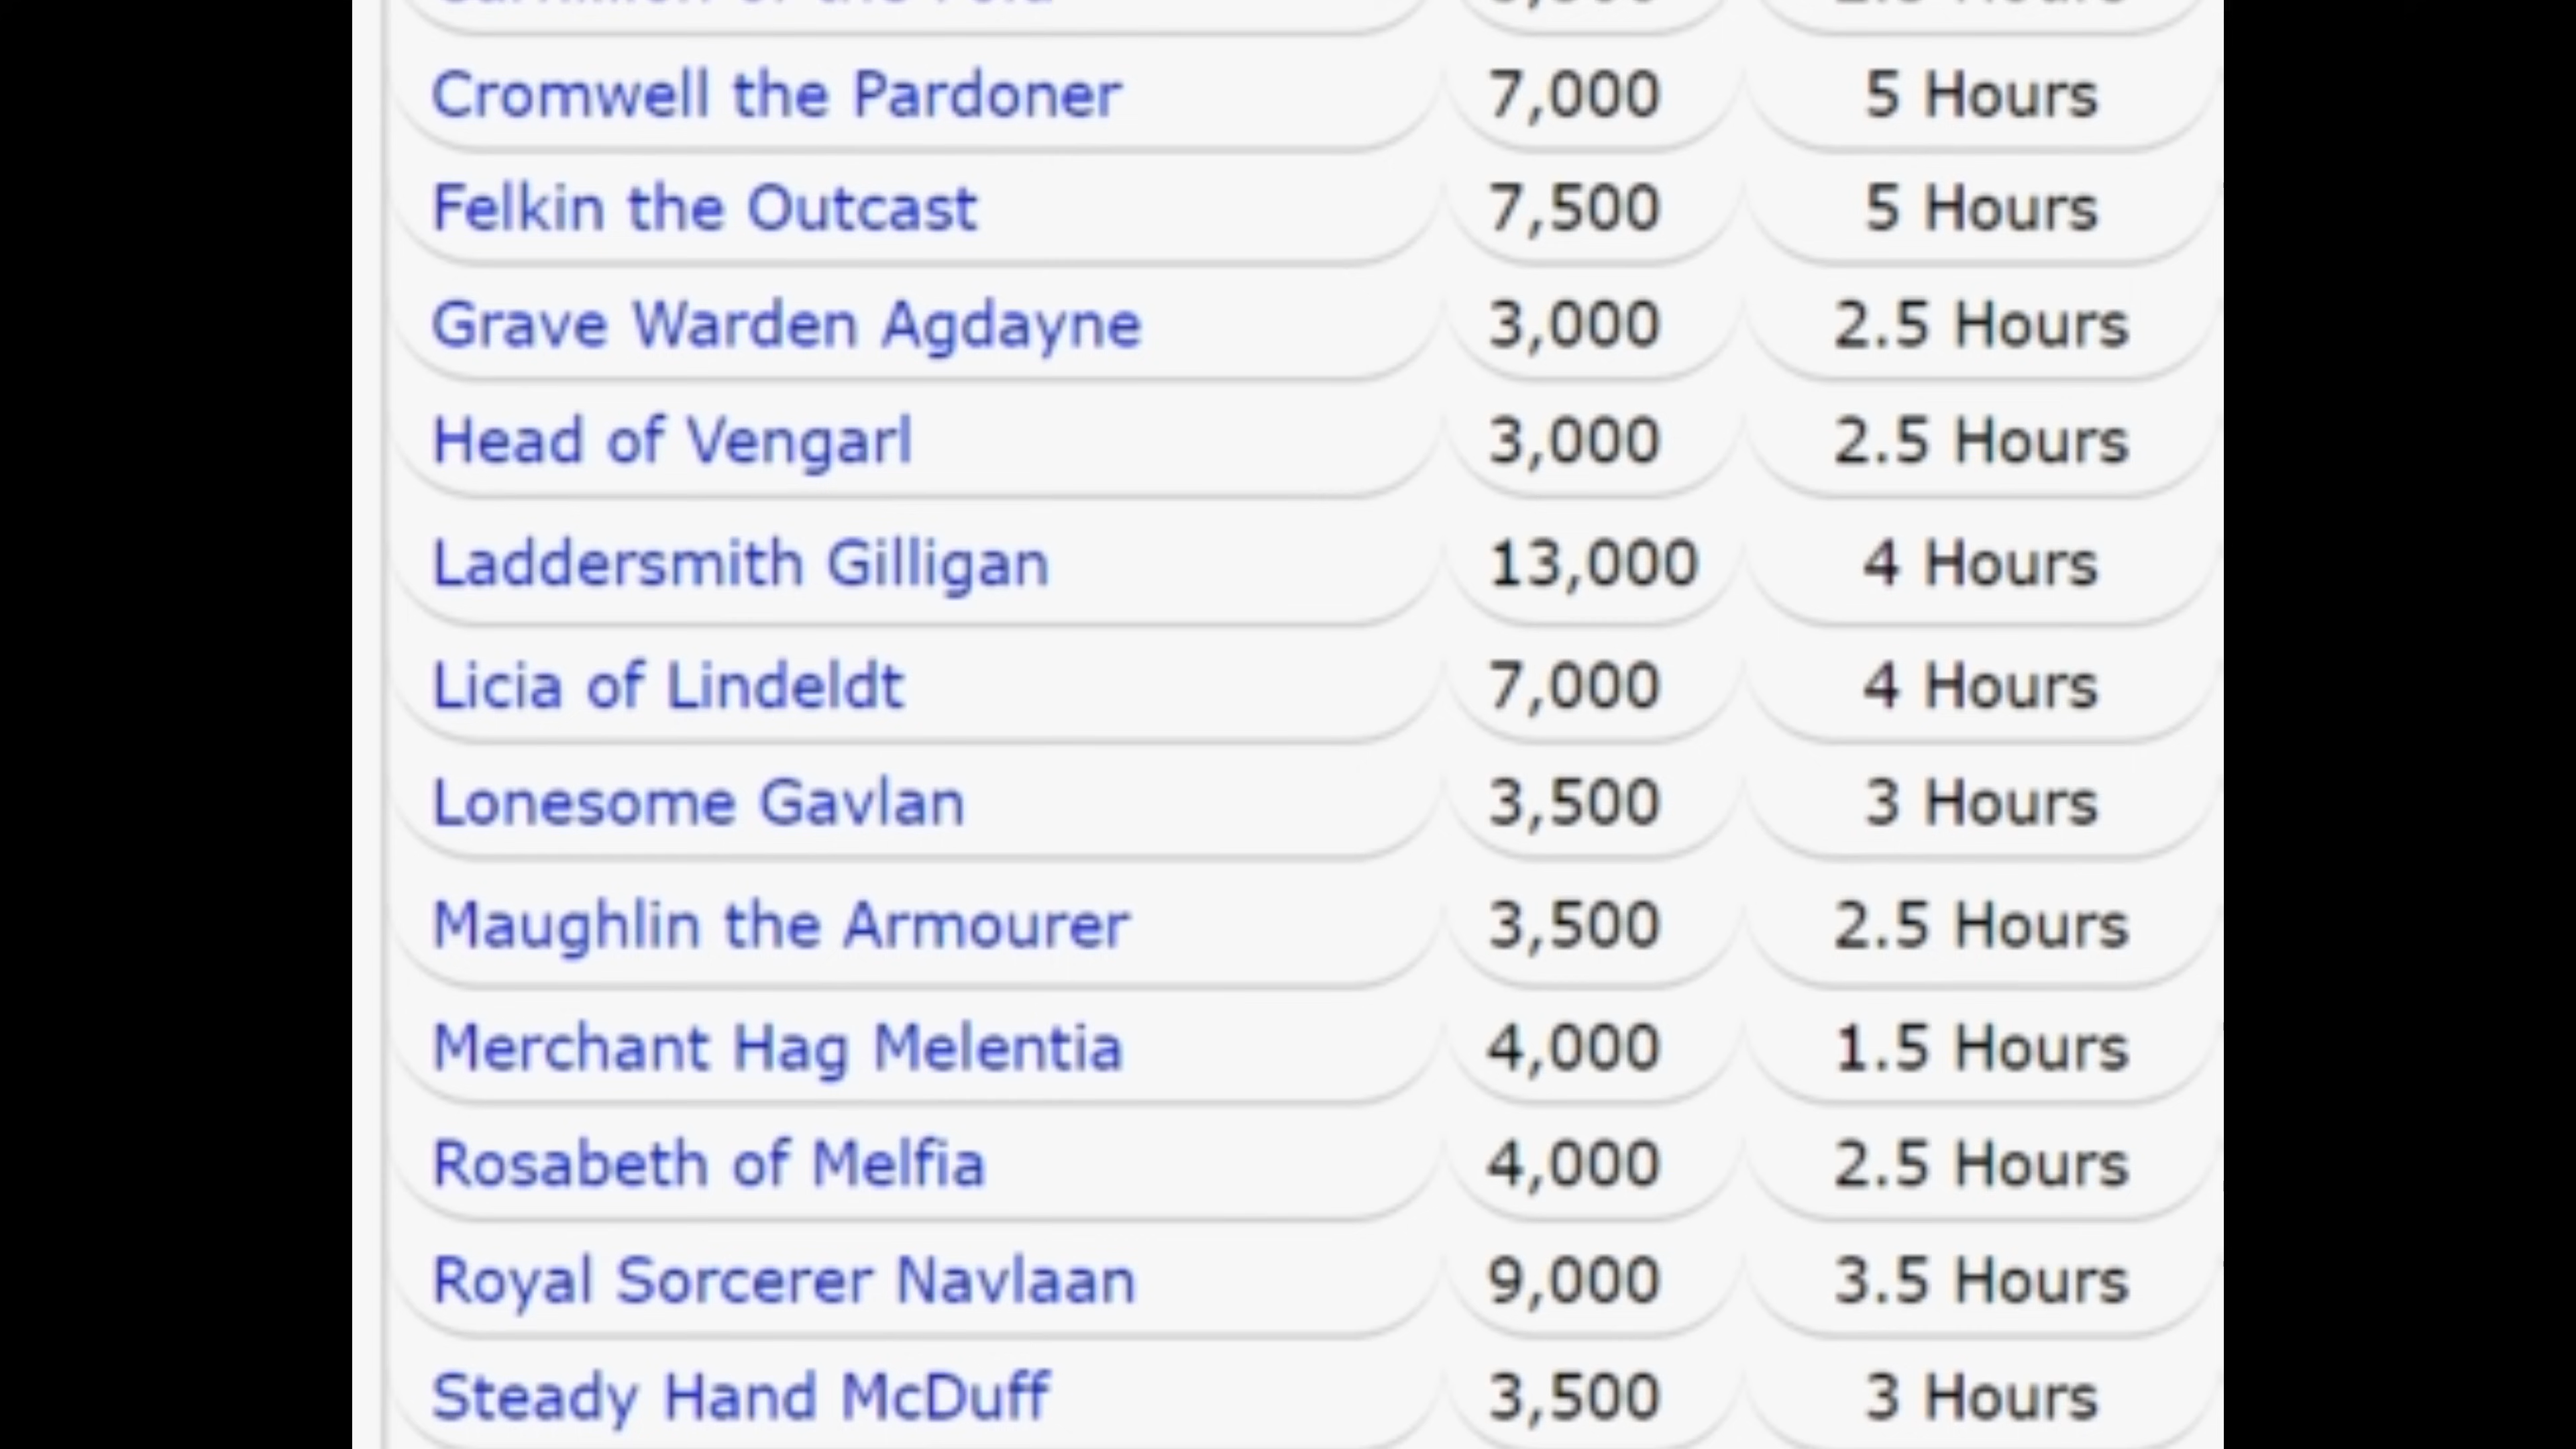 Cromwell the Pardoner 7,000 5 Hours
Felkin the Outcast 7,500 5 Hours
Grave Warden Agdayne 3,000 2.5 Hours
Head of Vengarl 3,000 2.5 Hours
Laddersmith Gilligan 13,000 4 Hours
Licia of Lindeldt 7,000 4 Hours
Lonesome Gavlan 3,500 3 Hours
Maughlin the Armourer 3,500 2.5 Hours
Merchant Hag Melentia 4,000 1.5 Hours
Rosabeth of Melfia 4,000 2.5 Hours
Royal Sorcerer Navlaan 9,000 3.5 Hours
Steady Hand McDuff 3,500 3 Hours